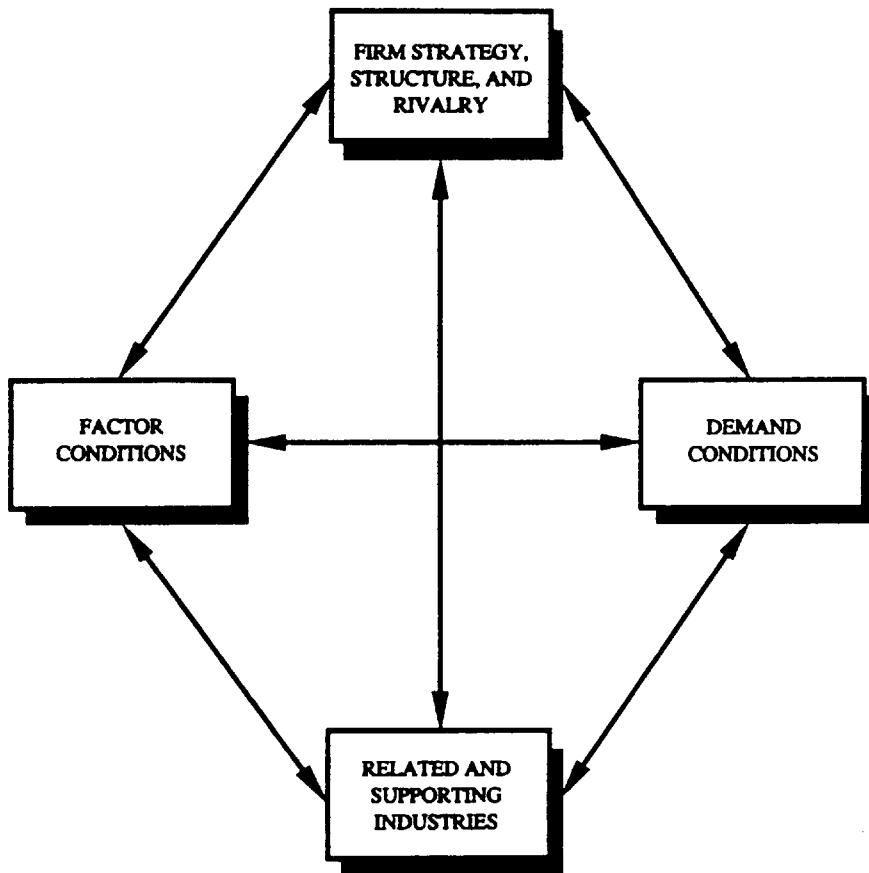 FIRM STRATEGY,
STRUCTURE, AND
RIVALRY
FACTOR
CONDITIONS
DEMAND
CONDITIONS
RELATED AND
SUPPORTING
INDUSTRIES